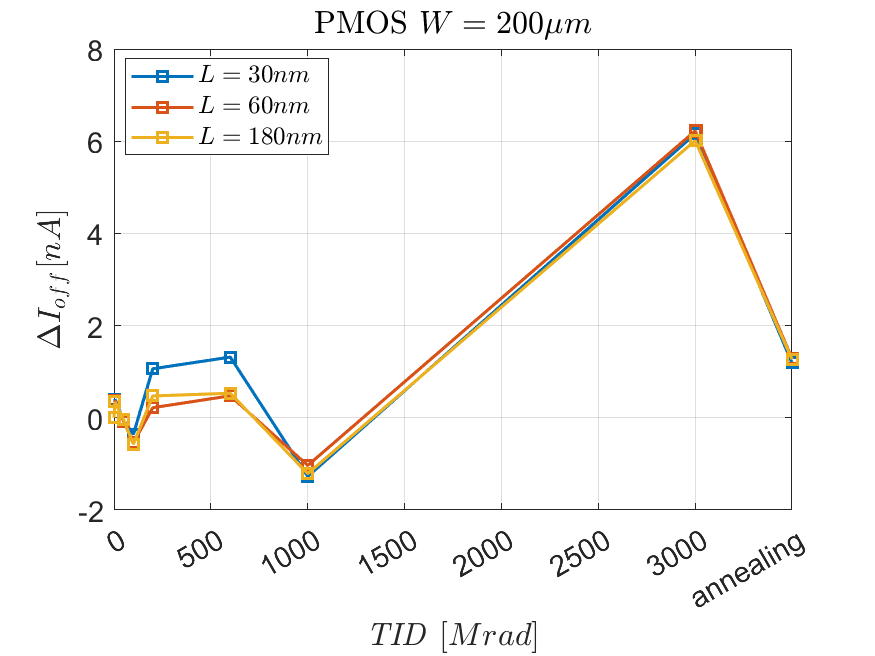 PMOS W = 200μm
L = 30nm
L = 60nm
L = 180nm
8
6
4
2
0
-2
ΔI_off[nA]
0
500
1000
1500
2000
2500
3000
annealing
TID [Mrad]